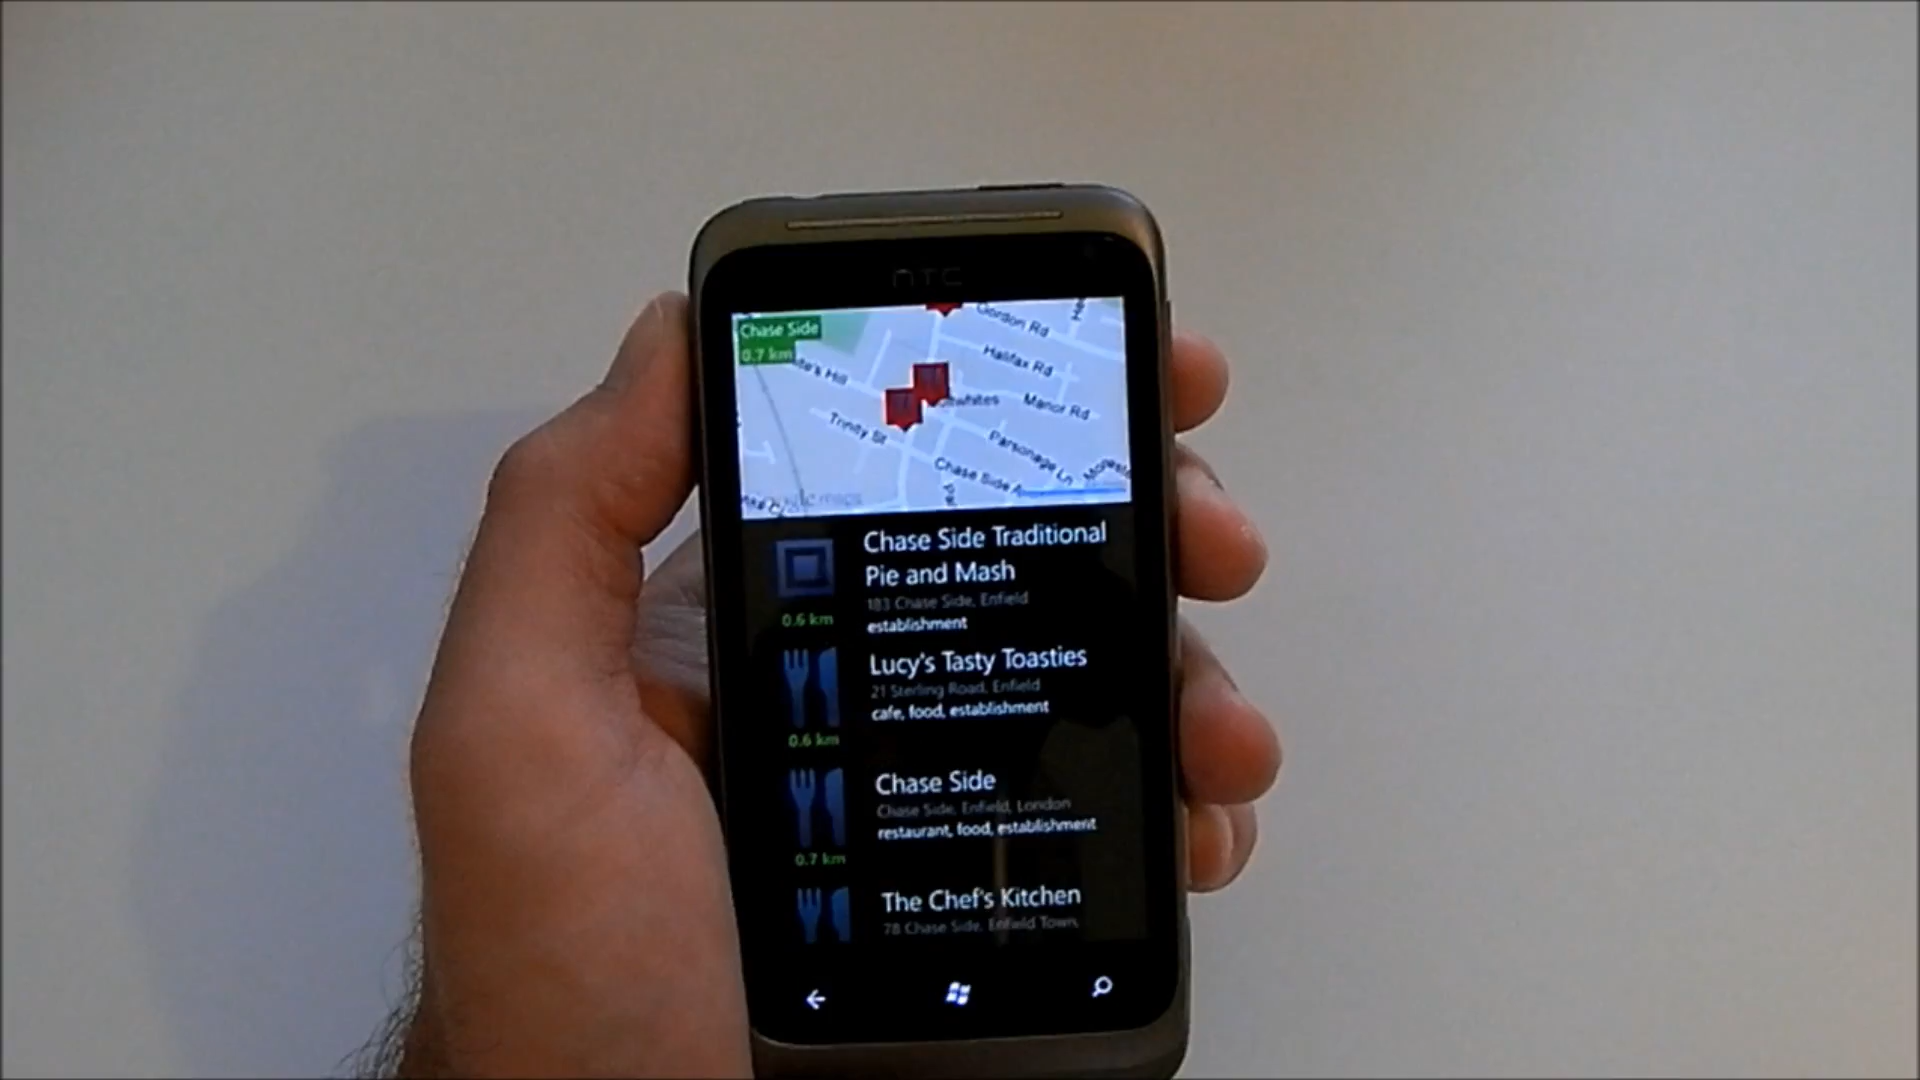 hTC
Chase Side
0.7 km
Gordon Rd
Halifax Rd
Manor Rd
Trinity St
Parsonage Ln
Chase Side A
maps
Chase Side Traditional
Pie and Mash
183 Chase Side, Enfield
establishment
0.6 km
Lucy's Tasty Toasties
21 Sterling Road, Enfield
cafe, food, establishment
0.6 km
Chase Side
Chase Side, Enfield, London
restaurant, food, establishment
0.7 km
The Chef's Kitchen
78 Chase Side, Enfield Town,